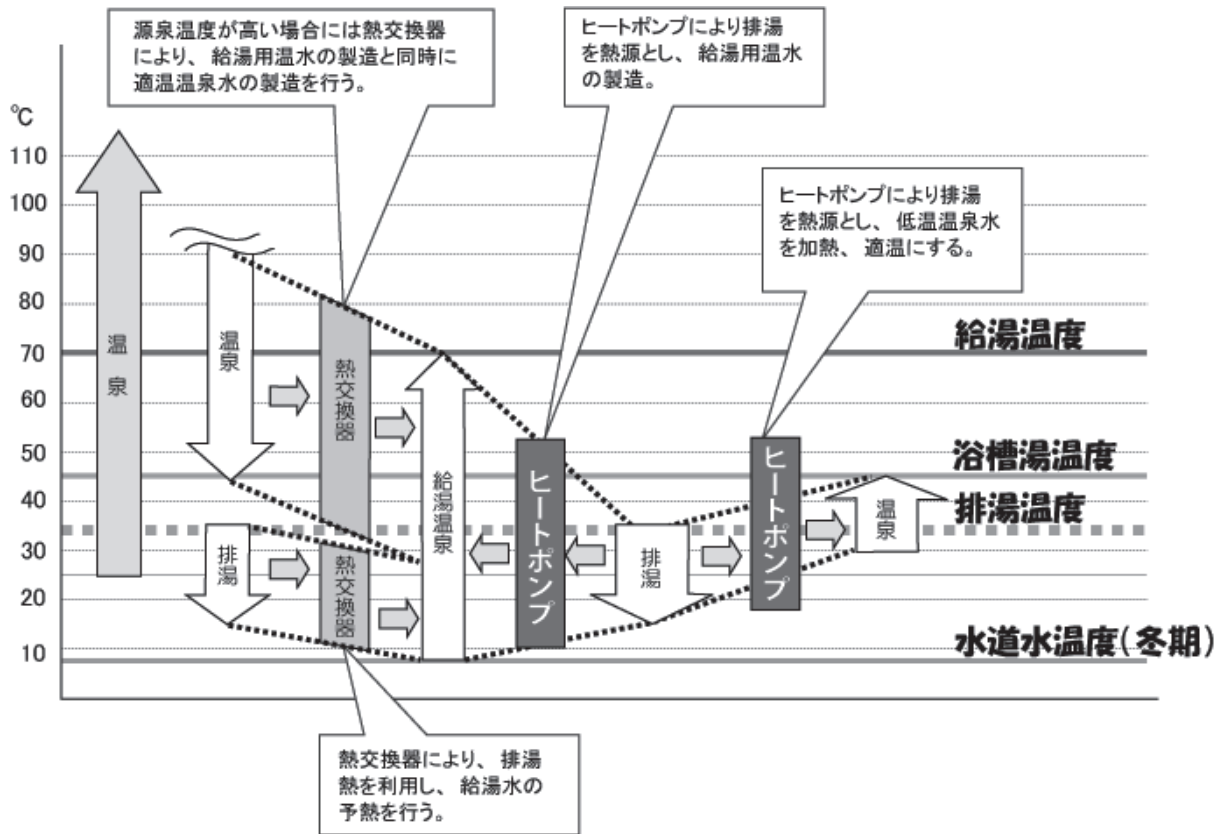 源泉温度が高い場合には熱交換器
により、給湯用温水の製造と同時に
適温温泉水の製造を行う。
ヒートポンプにより排湯
を熱源とし、給湯用温水
の製造。
ヒートポンプにより排湯
を熱源とし、低温温泉水
を加熱、適温にする。
℃
110
100
90
80
70
60
50
40
30
20
10
温泉
温泉
熱交換器
給湯温泉
ヒートポンプ
排湯
ヒートポンプ
温泉
排湯
熱交換器
給湯温度
浴槽湯温度
排湯温度
水道水温度(冬期)
熱交換器により、排湯
熱を利用し、給湯水の
予熱を行う。